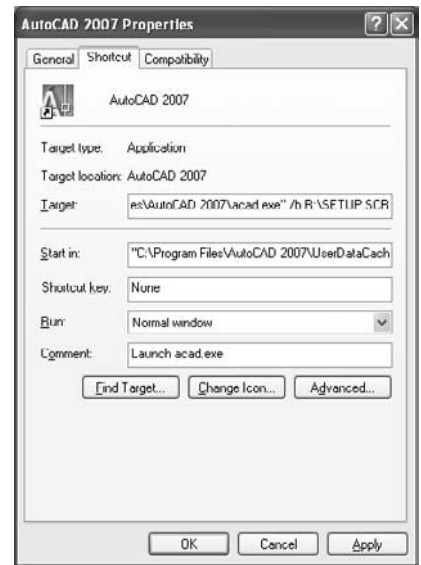 AutoCAD 2007 Properties
General Shortcut Compatibility
AutoCAD 2007
Target type: Application
Target location: AutoCAD 2007
Target: es\AutoCAD 2007\acad.exe" /b B:\SETUP.SCR
Start in: "C:\Program Files\AutoCAD 2007\UserDataCach
Shortcut key: None
Run: Normal window
Comment: Launch acad.exe
Find Target... Change Icon... Advanced...
OK Cancel Apply